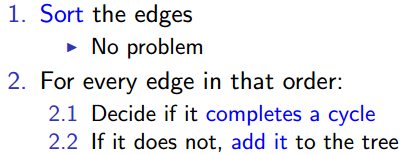 1. Sort the edges
▶ No problem
2. For every edge in that order:
2.1 Decide if it completes a cycle
2.2 If it does not, add it to the tree